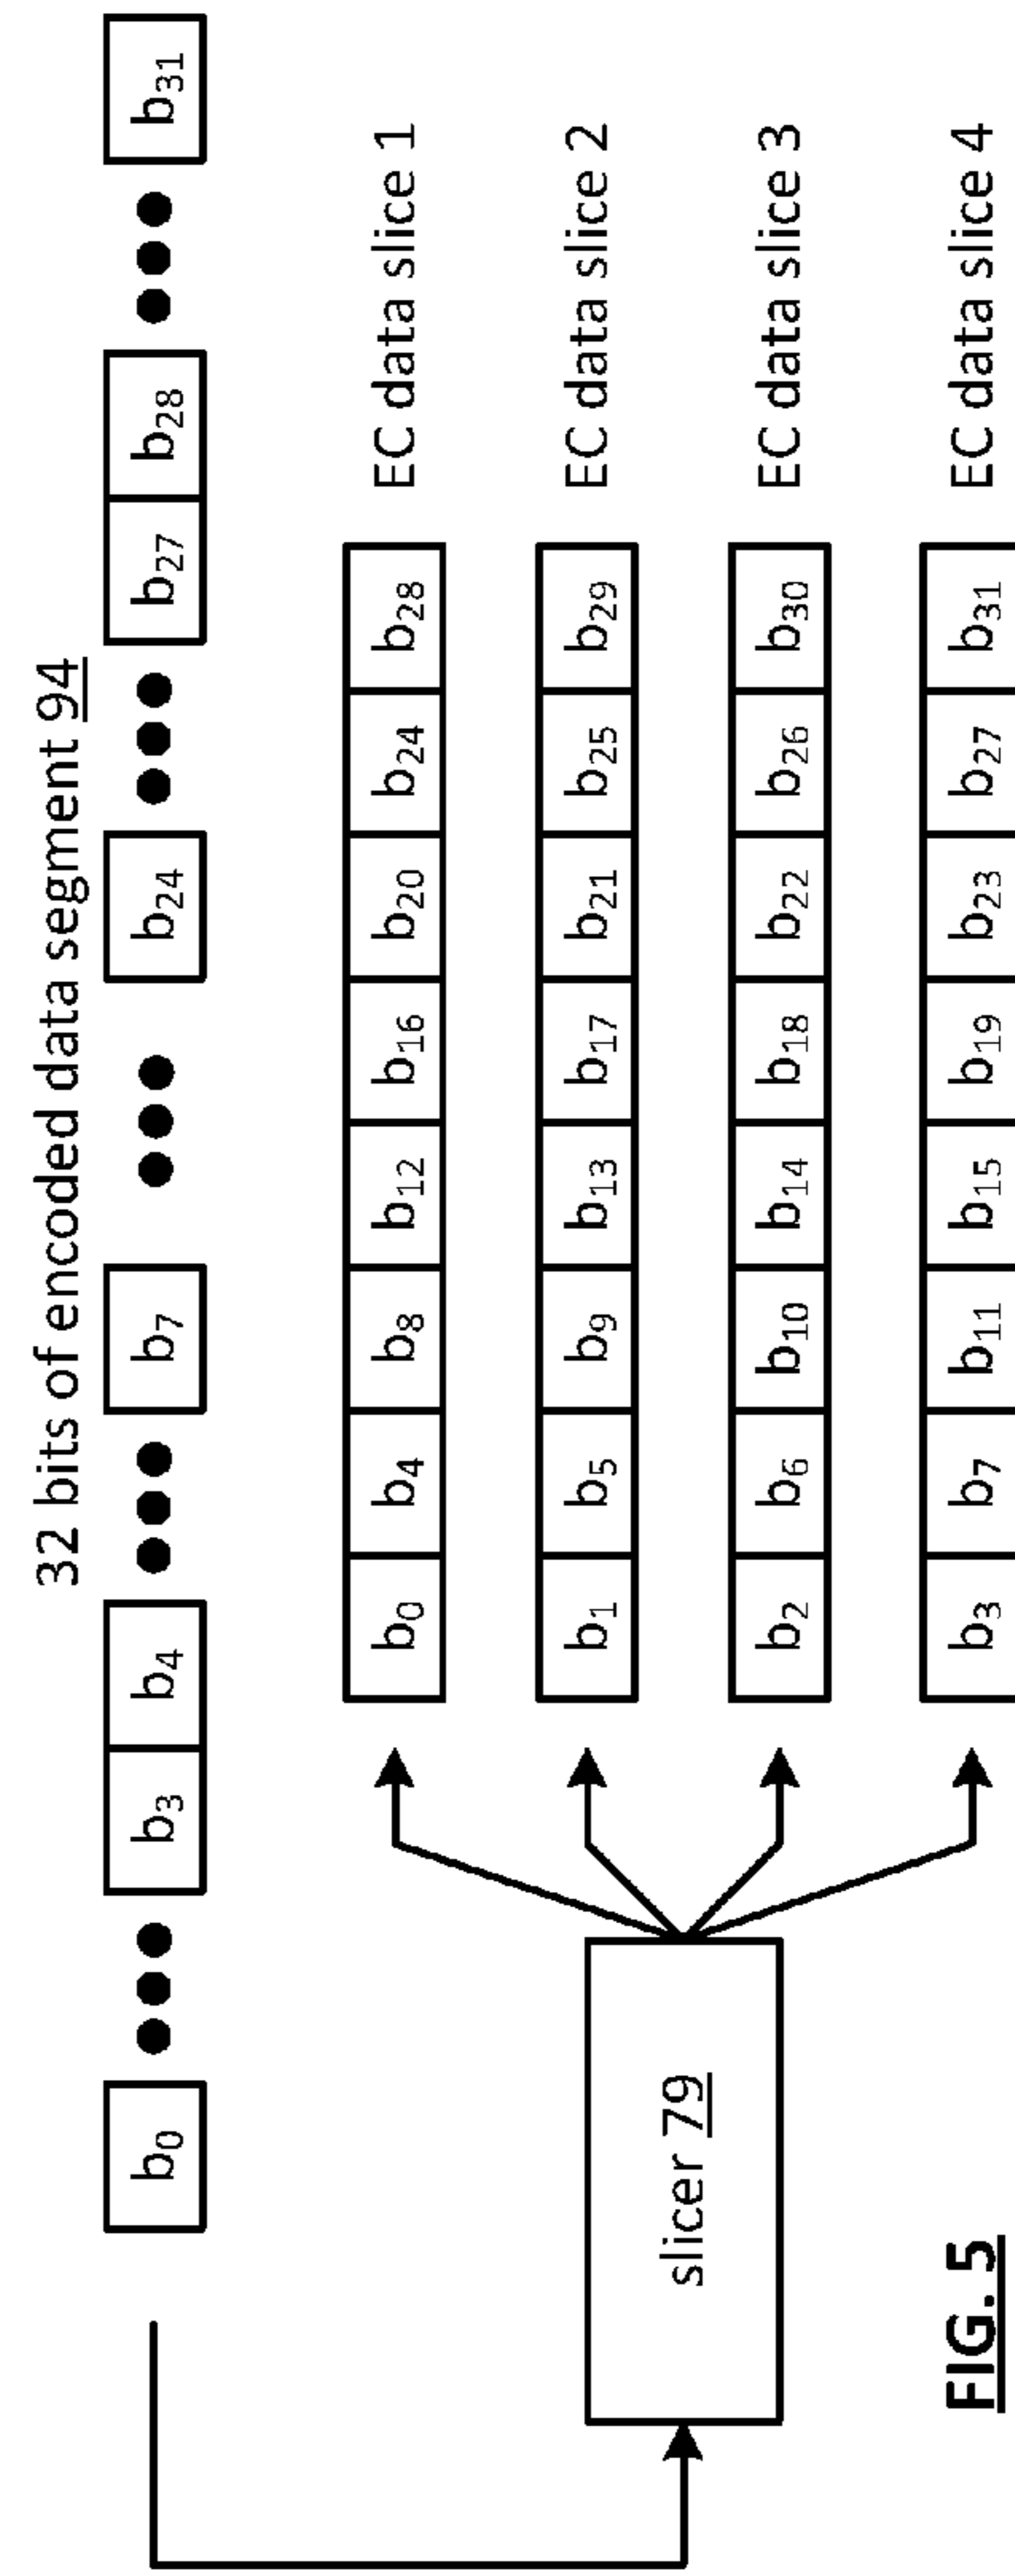 32 bits of encoded data segment 94
b0 ●●● b3 b4 ●●● b7 ●●● b24 ●●● b27 b28 ●●● b31
b0 b4 b8 b12 b16 b20 b24 b28 EC data slice 1
b1 b5 b9 b13 b17 b21 b25 b29 EC data slice 2
slicer 79
b2 b6 b10 b14 b18 b22 b26 b30 EC data slice 3
b3 b7 b11 b15 b19 b23 b27 b31 EC data slice 4
FIG. 5